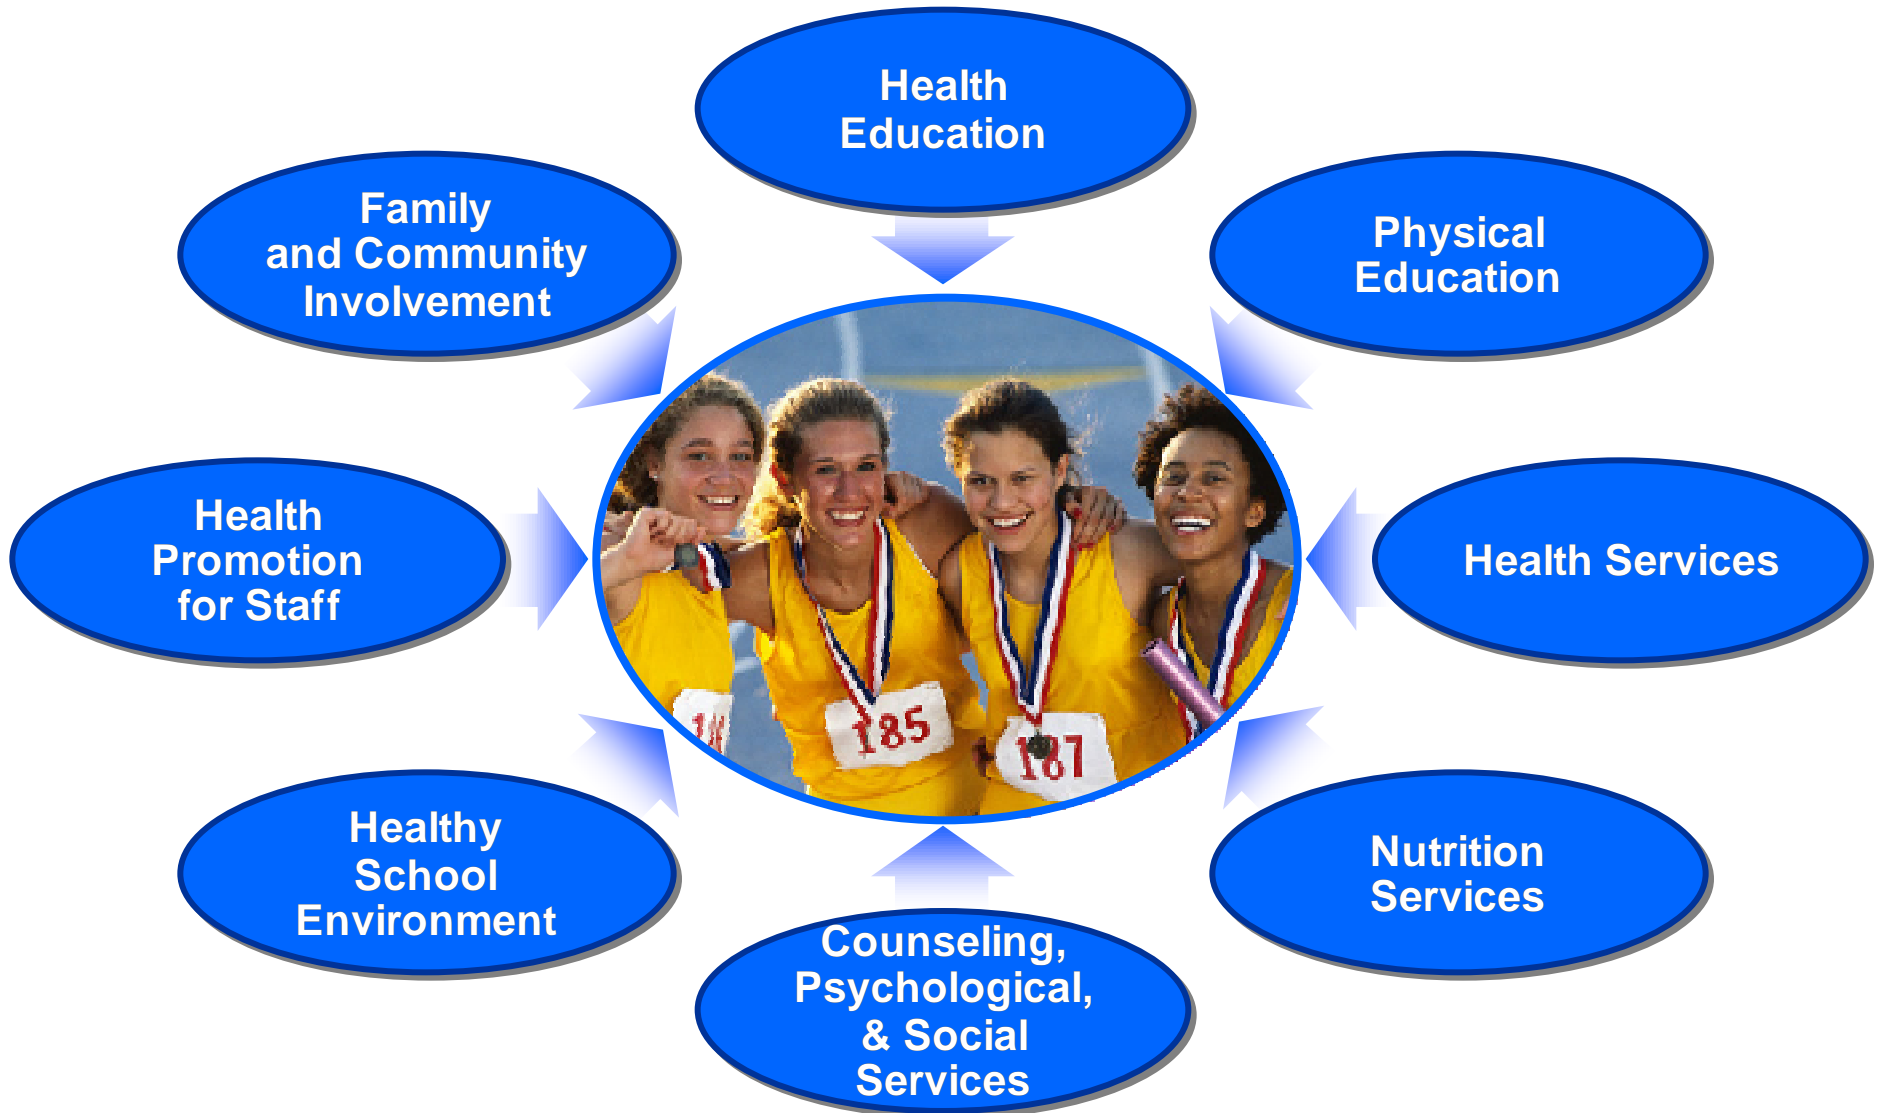 Health
Education
Family
and Community
Involvement
Physical
Education
Health
Promotion
for Staff
Health Services
185
187
Healthy
School
Environment
Nutrition
Services
Counseling,
Psychological,
& Social
Services